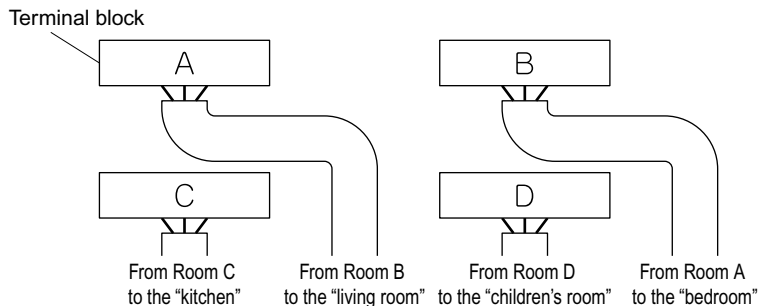 Terminal block
A
B
C
D
From Room C
to the “kitchen”
From Room B
to the “living room”
From Room D
to the “children’s room”
From Room A
to the “bedroom”